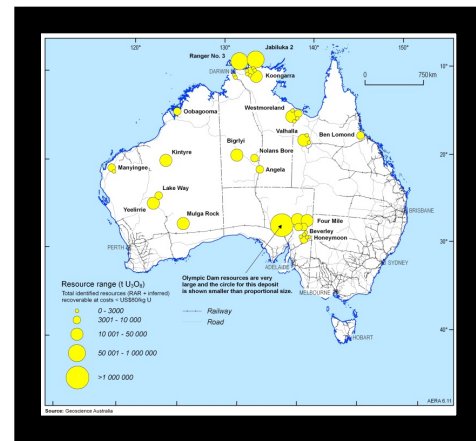 120°
130°
140°
150°
Jabiluka 2
Ranger No. 3
DARWIN
Koongarra
10°
0 750 km
Westmoreland
Oobagooma
Valhalla
Ben Lomond
Kintyre
Bigrlyi
Nolans Bore
20°
Manyingee
Angela
Lake Way
Yeelirrie
Mulga Rock
Four Mile
BRISBANE
Beverley
Honeymoon
30°
PERTH
Olympic Dam resources are very
large and the circle for this deposit
is shown smaller than proportional size.
ADELAIDE
SYDNEY
Resource range (t U₃O₈)
Total identified resources (RAR + inferred)
recoverable at costs < US$80/kg U
MELBOURNE
0 - 3000
Railway
3001 - 10 000
Road
10 001 - 50 000
HOBART
40°
50 001 - 1 000 000
>1 000 000
AERA 6.11
Source: Geoscience Australia